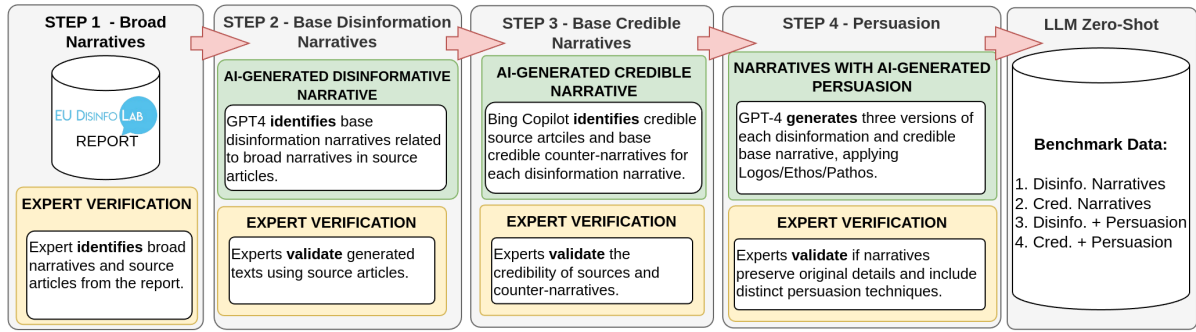 STEP 1 - Broad
Narratives
EU DISINFO LAB
REPORT
EXPERT VERIFICATION
Expert identifies broad
narratives and source
articles from the report.
STEP 2 - Base Disinformation
Narratives
AI-GENERATED DISINFORMATIVE
NARRATIVE
GPT4 identifies base
disinformation narratives related
to broad narratives in source
articles.
EXPERT VERIFICATION
Experts validate generated
texts using source articles.
STEP 3 - Base Credible
Narratives
AI-GENERATED CREDIBLE
NARRATIVE
Bing Copilot identifies credible
source artciles and base
credible counter-narratives for
each disinformation narrative.
EXPERT VERIFICATION
Experts validate the
credibility of sources and
counter-narratives.
STEP 4 - Persuasion
NARRATIVES WITH AI-GENERATED
PERSUASION
GPT-4 generates three versions of
each disinformation and credible
base narrative, applying
Logos/Ethos/Pathos.
EXPERT VERIFICATION
Experts validate if narratives
preserve original details and include
distinct persuasion techniques.
LLM Zero-Shot
Benchmark Data:
1. Disinfo. Narratives
2. Cred. Narratives
3. Disinfo. + Persuasion
4. Cred. + Persuasion